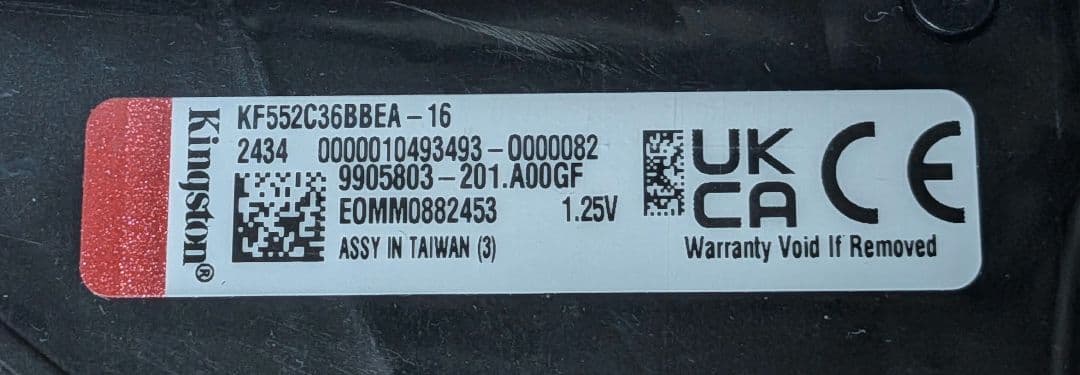 Kingston®
KF552C36BBEA-16
2434 0000010493493-0000082
9905803-201.A00GF
E0MM0882453 1.25V
ASSY IN TAIWAN (3)
UK
CA
CE
Warranty Void If Removed